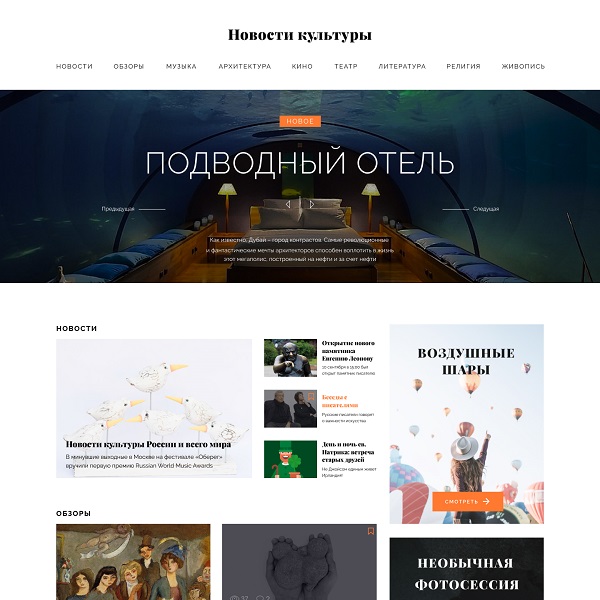 Новости культуры
НОВОСТИ ОБЗОРЫ МУЗЫКА АРХИТЕКТУРА КИНО ТЕАТР ЛИТЕРАТУРА РЕЛИГИЯ ЖИВОПИСЬ
НОВОЕ
ПОДВОДНЫЙ ОТЕЛЬ
Предыдущая
Следущая
Как известно, Дубай – город контрастов. Самые революционные
и фантастические мечты архитекторов способен воплотить в жизнь
этот мегаполис, построенный на нефти и за счет нефти
НОВОСТИ
Новости культуры России и всего мира
В минувшие выходные в Москве на фестивале «Оберег»
вручили первую премию Russian World Music Awards
Открытие нового
памятника
Евгению Леонову
20 сентября в 15:00 был
открыт памятник писателю
Беседы с
писателями
Русские писатели говорят
о важности искусства
День и ночь св.
Патрика: встреча
старых друзей
Не Джойсом единым живет
Ирландия!
ВОЗДУШНЫЕ
ШАРЫ
СМОТРЕТЬ
ОБЗОРЫ
37 2
НЕОБЫЧНАЯ
ФОТОСЕССИЯ